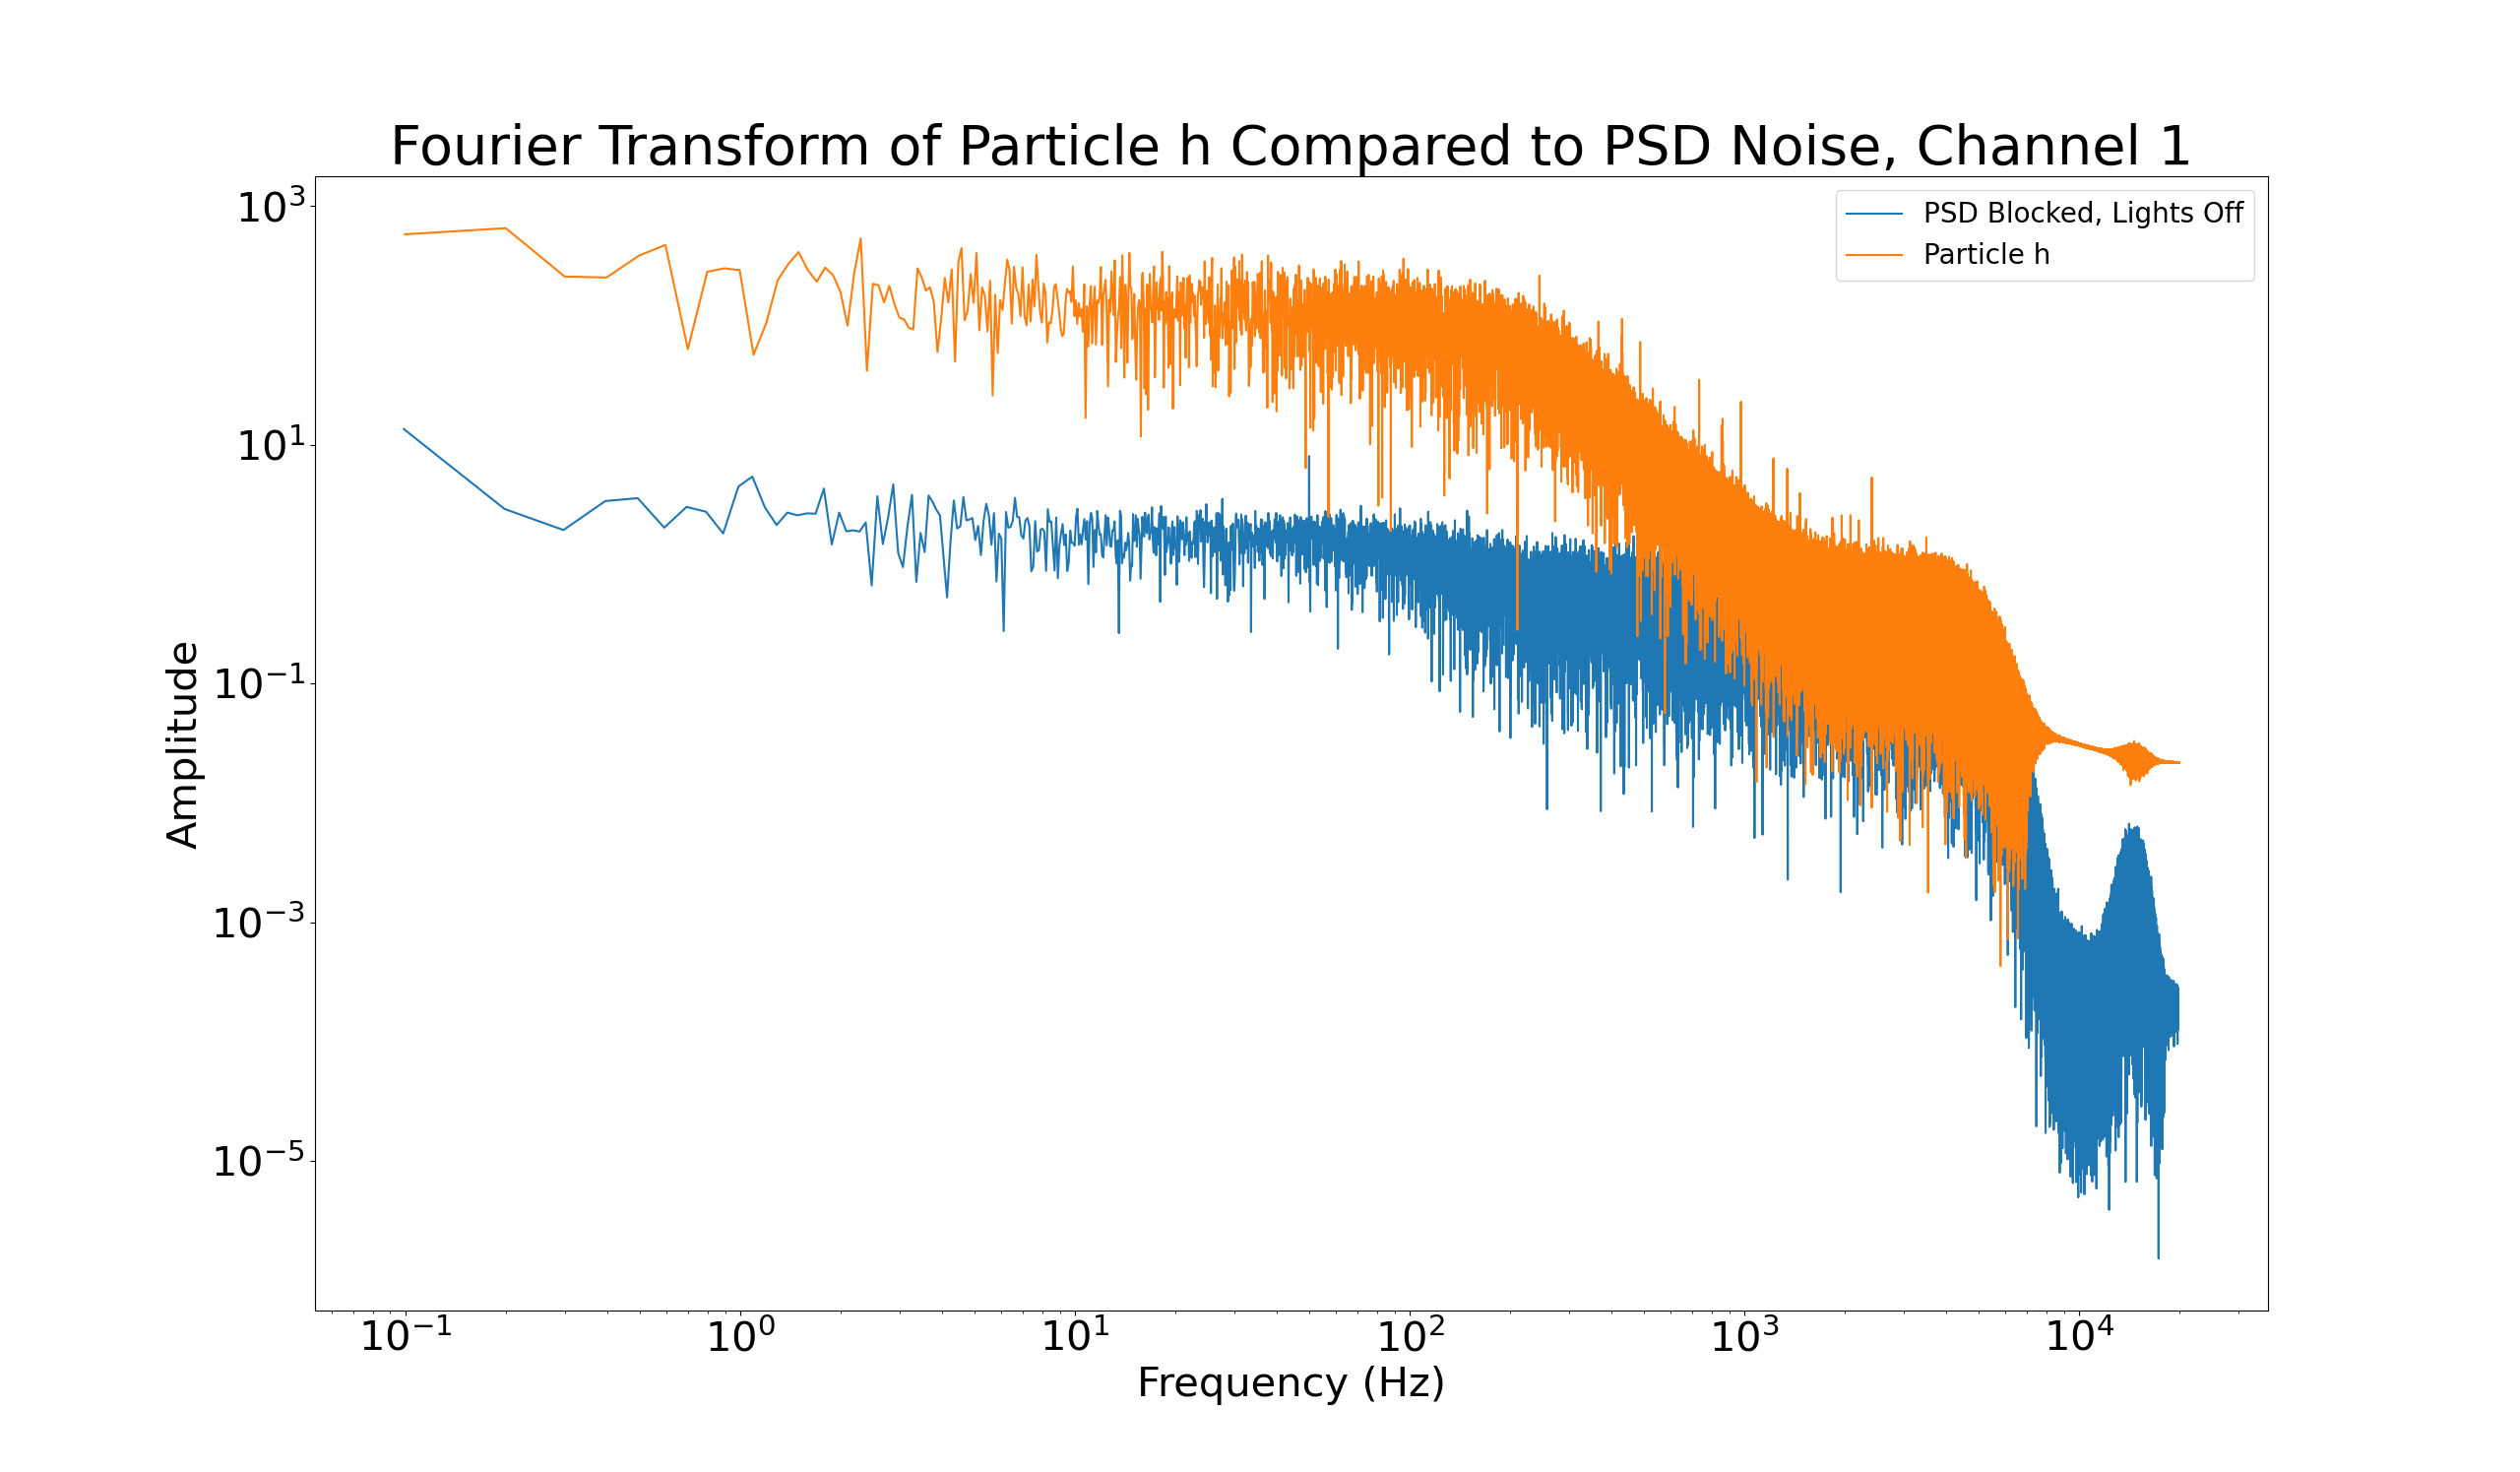 Fourier Transform of Particle h Compared to PSD Noise, Channel 1
PSD Blocked, Lights Off
Particle h
10³
10¹
10⁻¹
10⁻³
10⁻⁵
Amplitude
10⁻¹ 10⁰ 10¹ 10² 10³ 10⁴
Frequency (Hz)